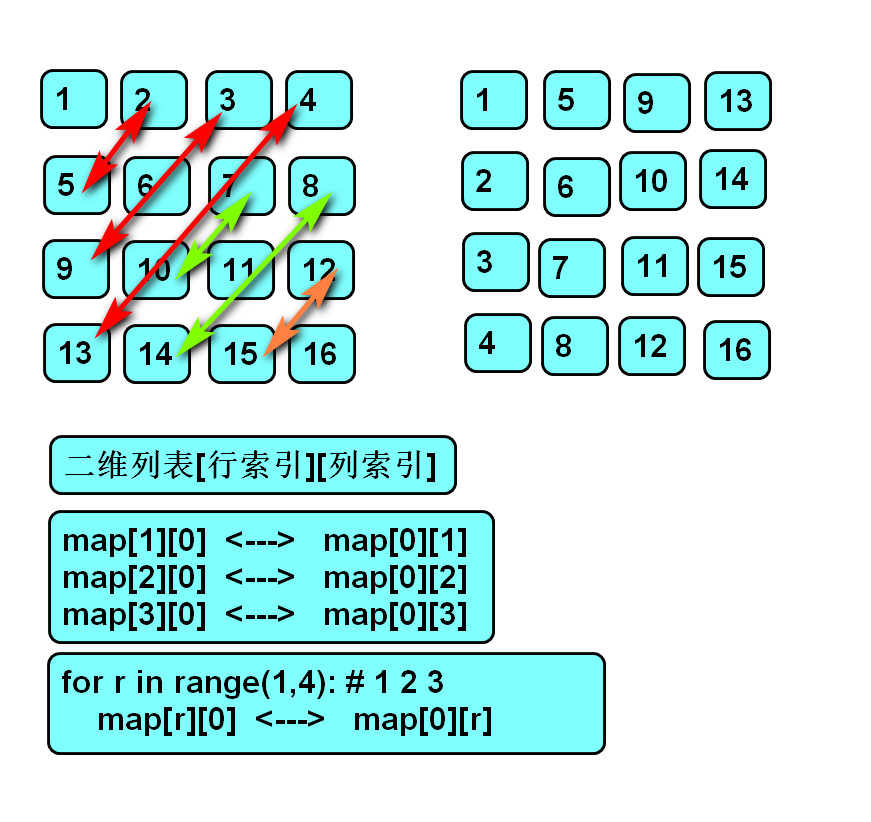 1 2 3 4
5 6 7 8
9 10 11 12
13 14 15 16
1 5 9 13
2 6 10 14
3 7 11 15
4 8 12 16
二维列表[行索引][列索引]
map[1][0] <---> map[0][1]
map[2][0] <---> map[0][2]
map[3][0] <---> map[0][3]
for r in range(1,4): # 1 2 3
map[r][0] <---> map[0][r]